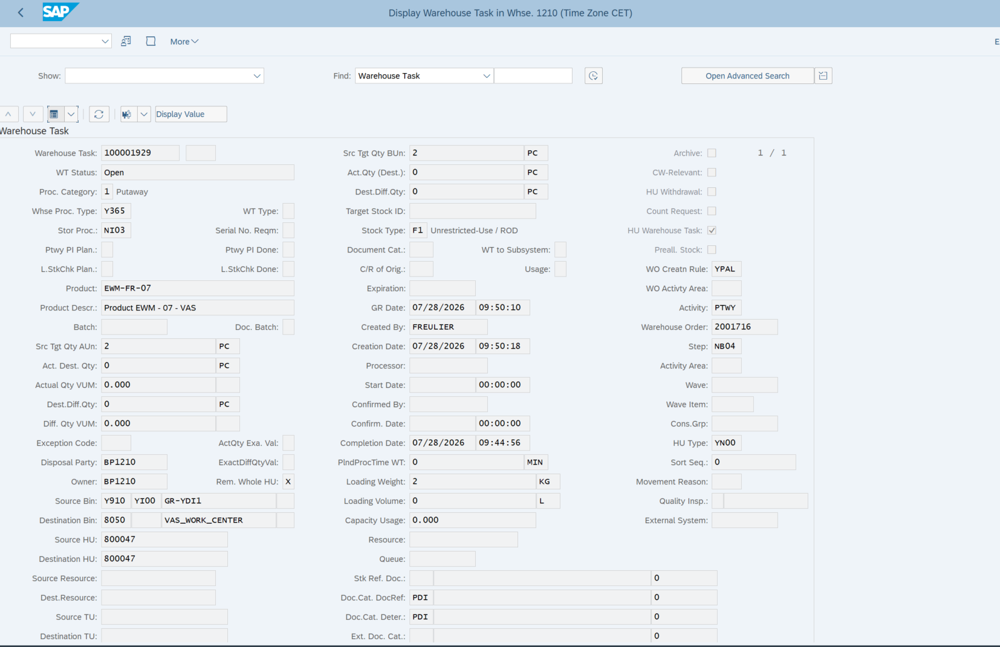 SAP
Display Warehouse Task in Whse. 1210 (Time Zone CET)
More
E
Show:
Find: Warehouse Task
Open Advanced Search
Display Value
Warehouse Task
Warehouse Task: 100001929 Src Tgt Qty BUn: 2 PC Archive: 1 / 1
WT Status: Open Act.Qty (Dest.): 0 PC CW-Relevant:
Proc. Category: 1 Putaway Dest.Diff.Qty: 0 PC HU Withdrawal:
Whse Proc. Type: Y365 WT Type: Target Stock ID: Count Request:
Stor Proc.: NI03 Serial No. Reqm: Stock Type: F1 Unrestricted-Use / ROD HU Warehouse Task:
Ptwy PI Plan.: Ptwy PI Done: Document Cat.: WT to Subsystem: Preall. Stock:
L.StkChk Plan.: L.StkChk Done: C/R of Orig.: Usage: WO Creatn Rule: YPAL
Product: EWM-FR-07 Expiration: WO Activty Area:
Product Descr.: Product EWM - 07 - VAS GR Date: 07/28/2026 09:50:10 Activity: PTWY
Batch: Doc. Batch: Created By: FREULIER Warehouse Order: 2001716
Src Tgt Qty AUn: 2 PC Creation Date: 07/28/2026 09:50:18 Step: NB04
Act. Dest. Qty: 0 PC Processor: Activity Area:
Actual Qty VUM: 0.000 Start Date: 00:00:00 Wave:
Dest.Diff.Qty: 0 PC Confirmed By: Wave Item:
Diff. Qty VUM: 0.000 Confirm. Date: 00:00:00 Cons.Grp:
Exception Code: ActQty Exa. Val: Completion Date: 07/28/2026 09:44:56 HU Type: YN00
Disposal Party: BP1210 ExactDiffQtyVal: PlndProcTime WT: 0 MIN Sort Seq.: 0
Owner: BP1210 Rem. Whole HU: X Loading Weight: 2 KG Movement Reason:
Source Bin: Y910 YI00 GR-YDI1 Loading Volume: 0 L Quality Insp.:
Destination Bin: 8050 VAS_WORK_CENTER Capacity Usage: 0.000 External System:
Source HU: 800047 Resource:
Destination HU: 800047 Queue:
Source Resource: Stk Ref. Doc.: 0
Dest.Resource: Doc.Cat. DocRef: PDI 0
Source TU: Doc.Cat. Deter.: PDI 0
Destination TU: Ext. Doc. Cat.: 0